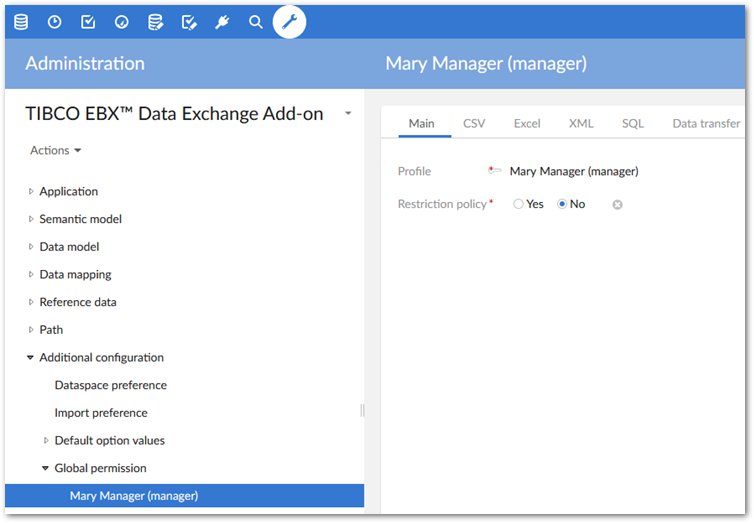 Administration
Mary Manager (manager)
TIBCO EBX™ Data Exchange Add-on
Main CSV Excel XML SQL Data transfer
Actions
Profile Mary Manager (manager)
Application
Restriction policy* Yes No
Semantic model
Data model
Data mapping
Reference data
Path
Additional configuration
Dataspace preference
Import preference
Default option values
Global permission
Mary Manager (manager)